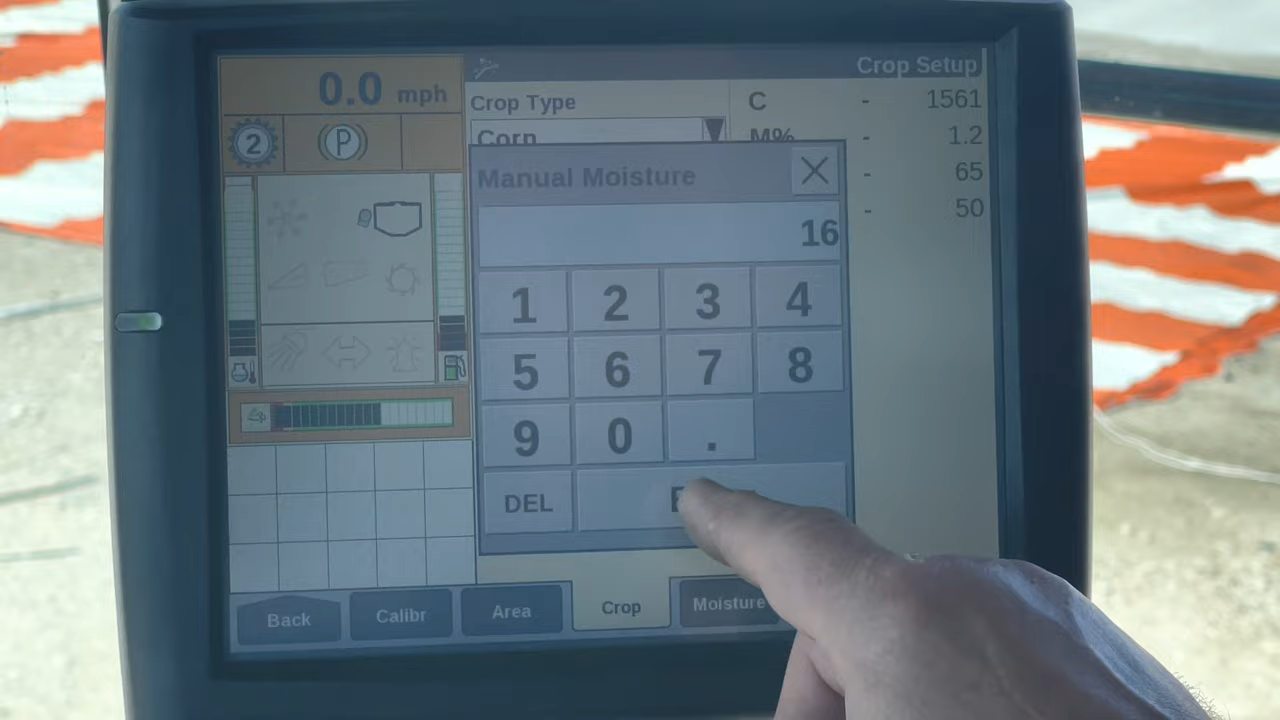 0.0 mph
2
P
Crop Setup
Crop Type
Corn
C - 1561
M% - 1.2
- 65
- 50
Manual Moisture
16
1 2 3 4
5 6 7 8
9 0 .
DEL
Back
Calibr
Area
Crop
Moisture